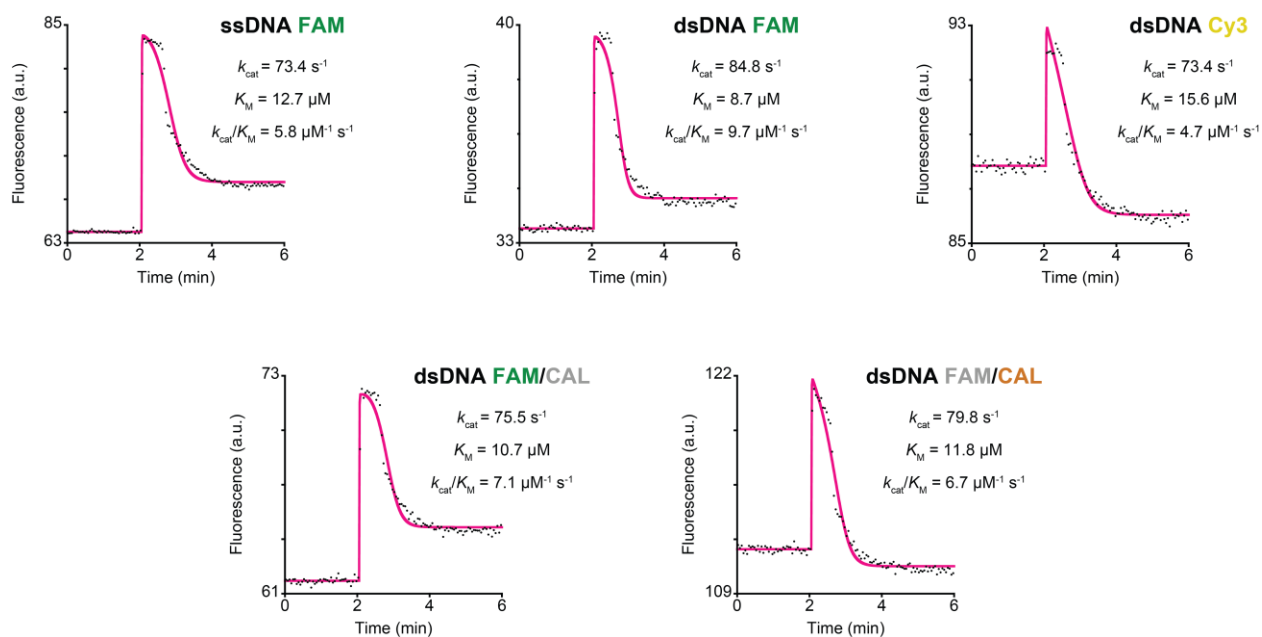 ssDNA FAM
85
kcat = 73.4 s⁻¹
KM = 12.7 µM
kcat/KM = 5.8 µM⁻¹ s⁻¹
Fluorescence (a.u.)
63
0 2 4 6
Time (min)
dsDNA FAM
40
kcat = 84.8 s⁻¹
KM = 8.7 µM
kcat/KM = 9.7 µM⁻¹ s⁻¹
Fluorescence (a.u.)
33
0 2 4 6
Time (min)
dsDNA Cy3
93
kcat = 73.4 s⁻¹
KM = 15.6 µM
kcat/KM = 4.7 µM⁻¹ s⁻¹
Fluorescence (a.u.)
85
0 2 4 6
Time (min)
dsDNA FAM/CAL
73
kcat = 75.5 s⁻¹
KM = 10.7 µM
kcat/KM = 7.1 µM⁻¹ s⁻¹
Fluorescence (a.u.)
61
0 2 4 6
Time (min)
dsDNA FAM/CAL
122
kcat = 79.8 s⁻¹
KM = 11.8 µM
kcat/KM = 6.7 µM⁻¹ s⁻¹
Fluorescence (a.u.)
109
0 2 4 6
Time (min)